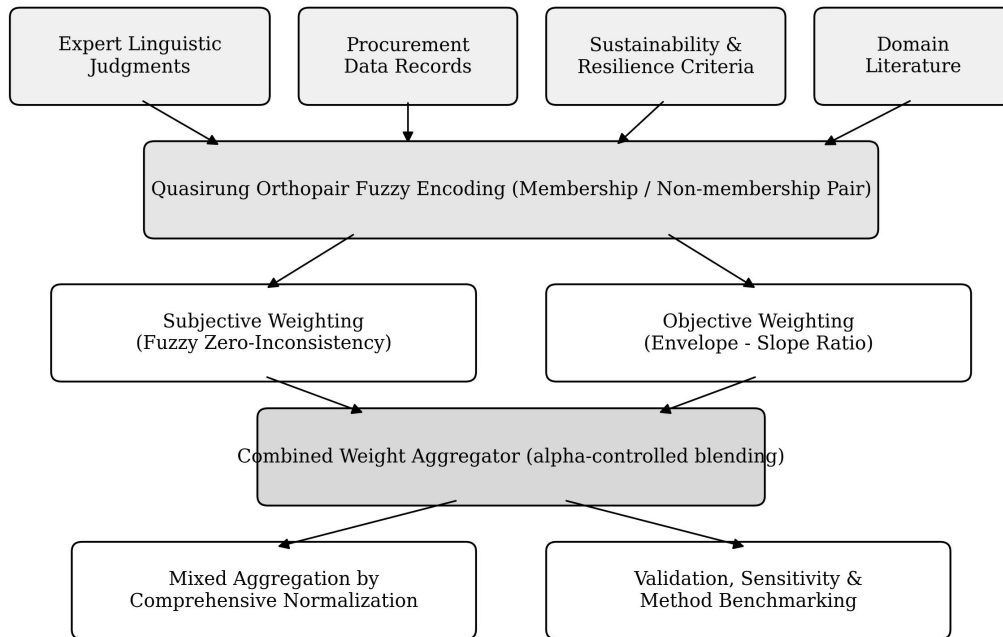 Expert Linguistic
Judgments
Procurement
Data Records
Sustainability &
Resilience Criteria
Domain
Literature
Quasirung Orthopair Fuzzy Encoding (Membership / Non-membership Pair)
Subjective Weighting
(Fuzzy Zero-Inconsistency)
Objective Weighting
(Envelope - Slope Ratio)
Combined Weight Aggregator (alpha-controlled blending)
Mixed Aggregation by
Comprehensive Normalization
Validation, Sensitivity &
Method Benchmarking